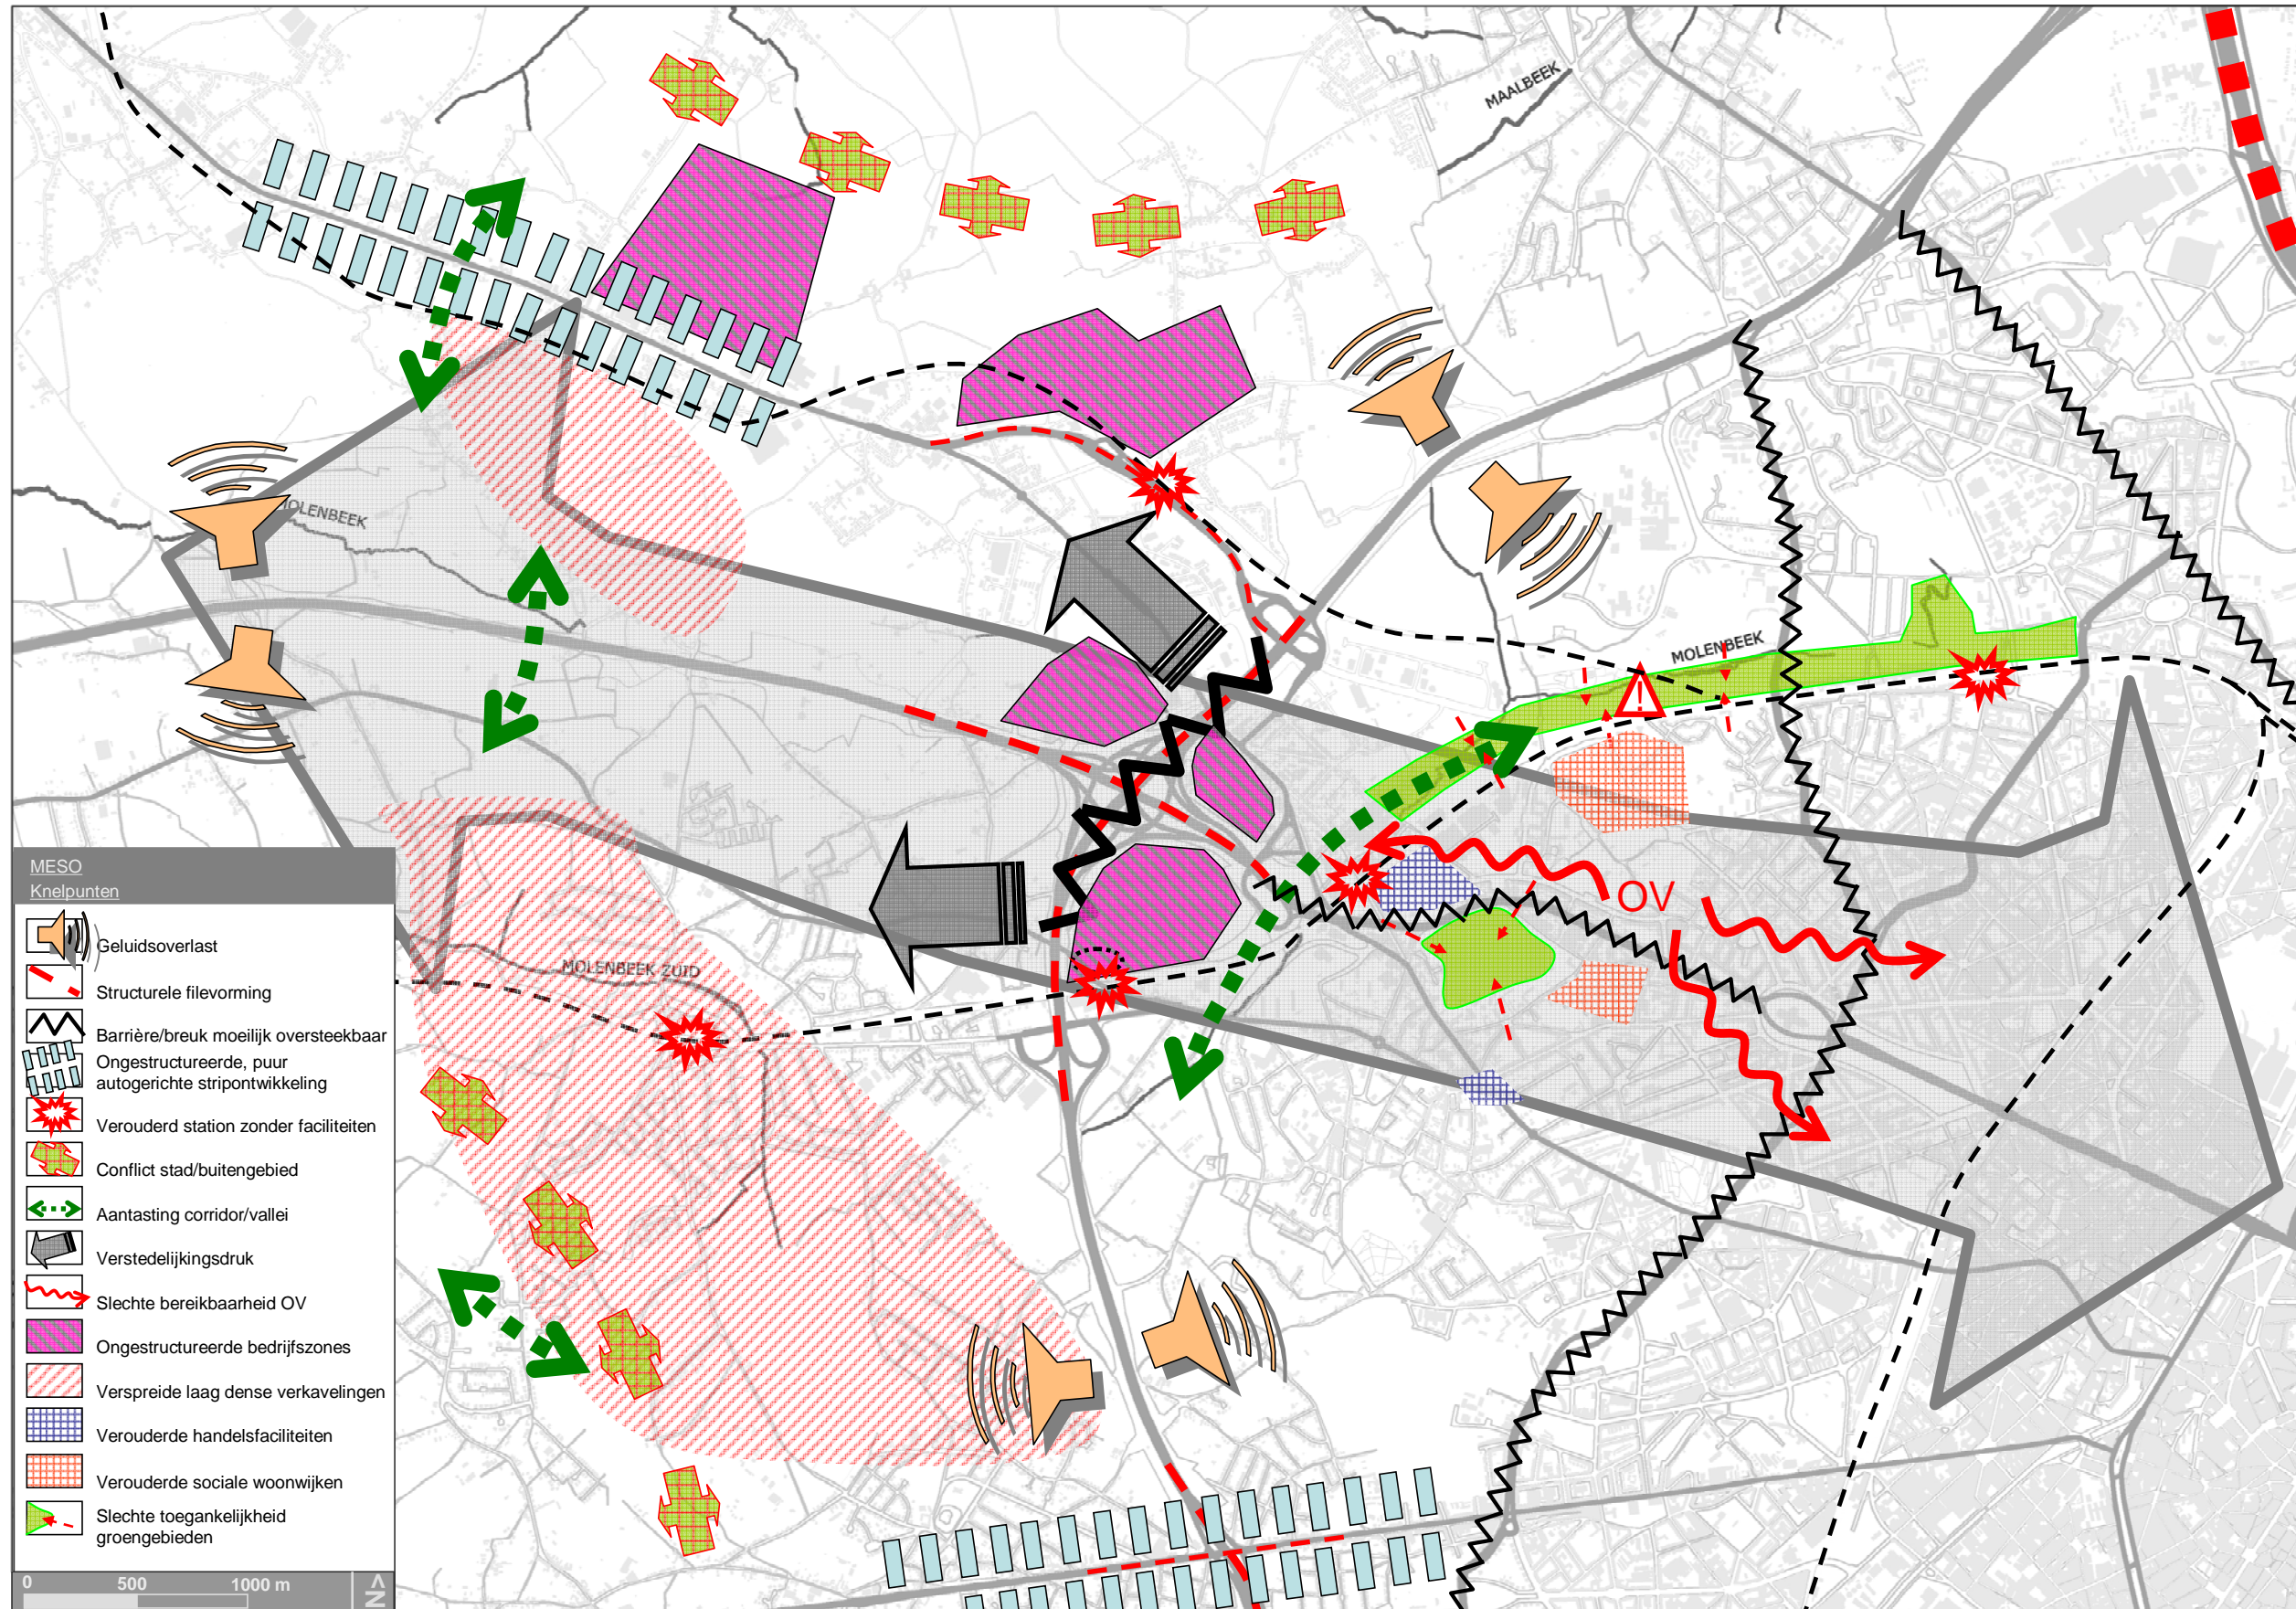 MAALBEEK
MOLENBEEK
MOLENBEEK
OV
MOLENBEEK ZUID
MESO
Knelpunten
Geluidsoverlast
Structurele filevorming
Barrière/breuk moeilijk oversteekbaar
Ongestructureerde, puur
autogerichte stripontwikkeling
Verouderd station zonder faciliteiten
Conflict stad/buitengebied
Aantasting corridor/vallei
Verstedelijkingsdruk
Slechte bereikbaarheid OV
Ongestructureerde bedrijfszones
Verspreide laag dense verkavelingen
Verouderde handelsfaciliteiten
Verouderde sociale woonwijken
Slechte toegankelijkheid
groengebieden
0 500 1000 m
N
!